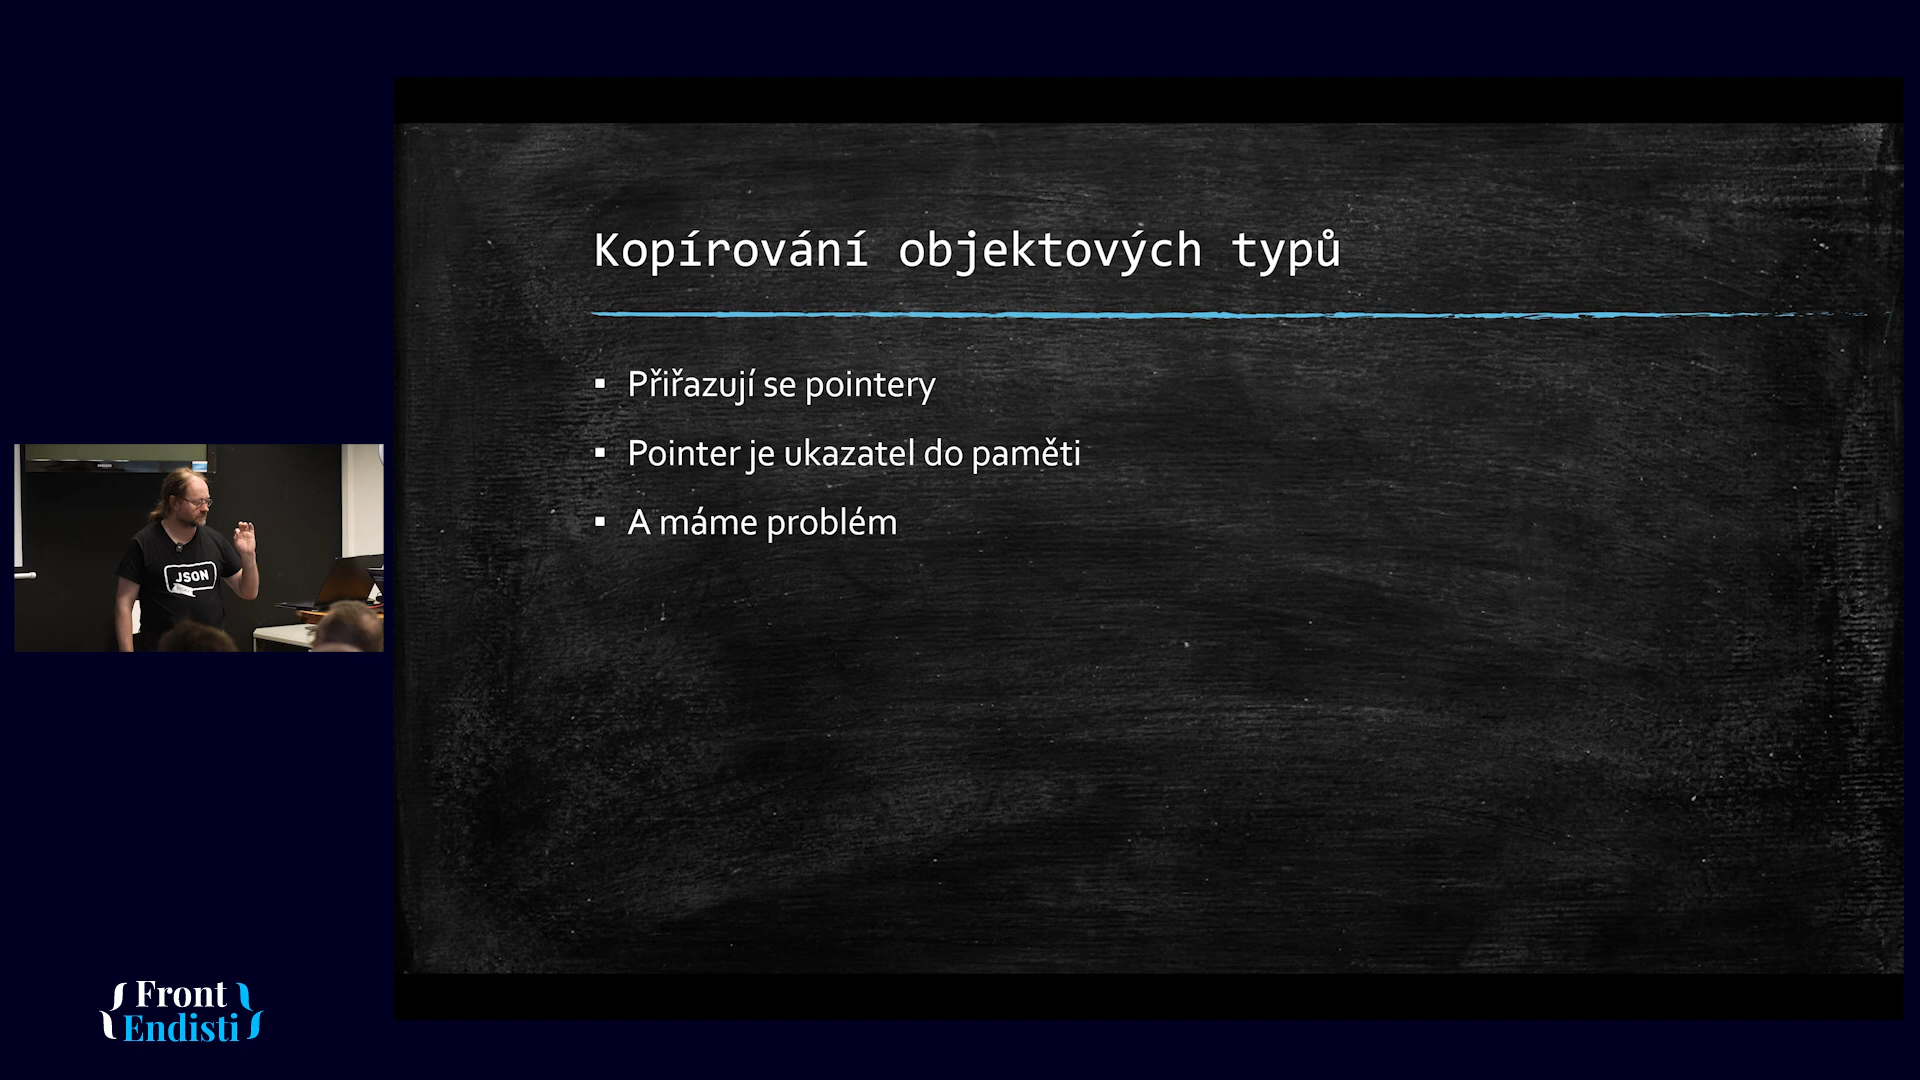 Kopírování objektových typů
▪ Přiřazují se pointery
▪ Pointer je ukazatel do paměti
▪ A máme problém
JSON
{ Front }
{ Endisti }